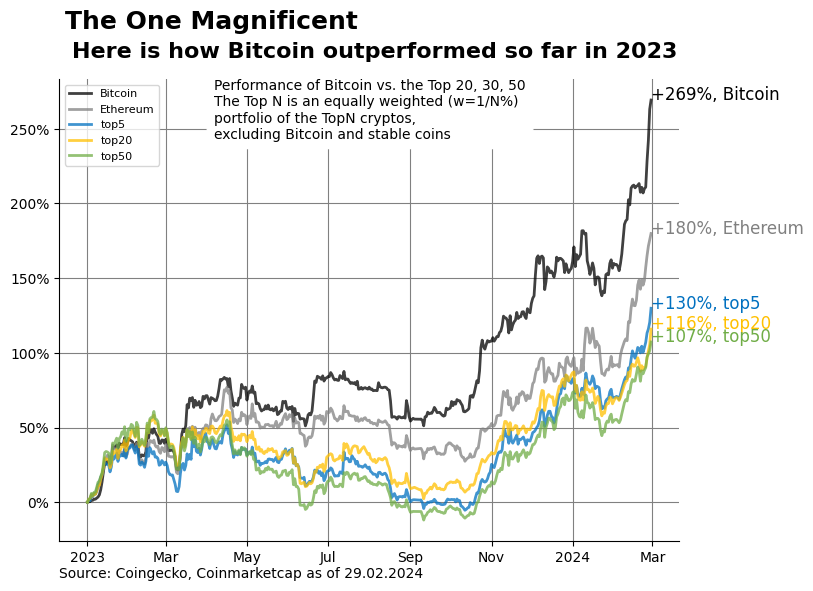 The One Magnificent
Here is how Bitcoin outperformed so far in 2023
Bitcoin
Ethereum
top5
top20
top50
Performance of Bitcoin vs. the Top 20, 30, 50
The Top N is an equally weighted (w=1/N%)
portfolio of the TopN cryptos,
excluding Bitcoin and stable coins
+269%, Bitcoin
+180%, Ethereum
+130%, top5
+116%, top20
+107%, top50
250%
200%
150%
100%
50%
0%
2023 Mar May Jul Sep Nov 2024 Mar
Source: Coingecko, Coinmarketcap as of 29.02.2024